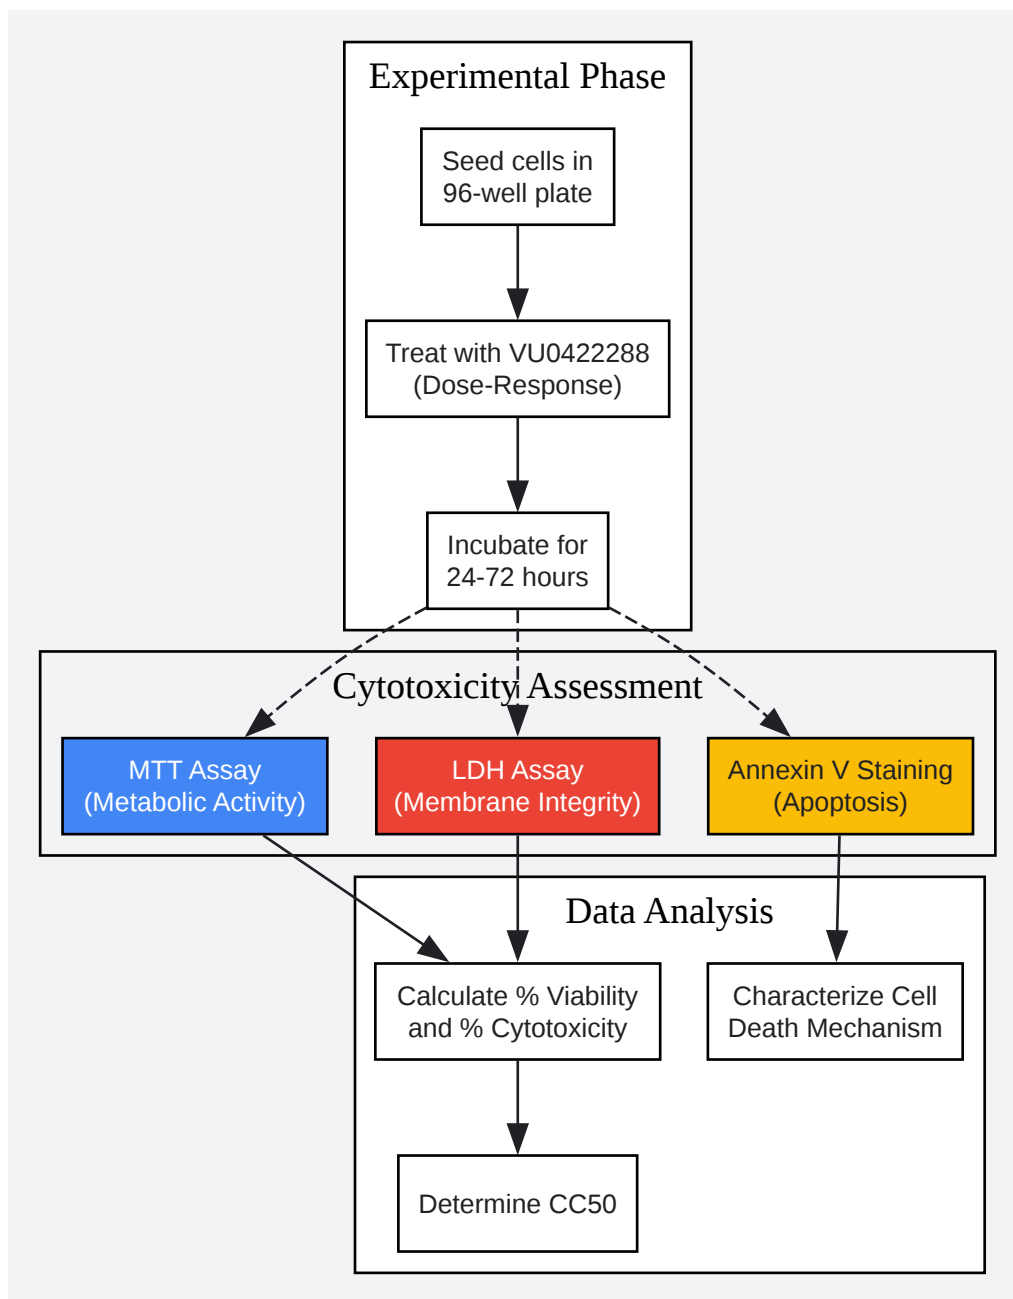 Experimental Phase
Seed cells in
96-well plate
Treat with VU0422288
(Dose-Response)
Incubate for
24-72 hours
Cytotoxicity Assessment
MTT Assay
(Metabolic Activity)
LDH Assay
(Membrane Integrity)
Annexin V Staining
(Apoptosis)
Data Analysis
Calculate % Viability
and % Cytotoxicity
Characterize Cell
Death Mechanism
Determine CC50